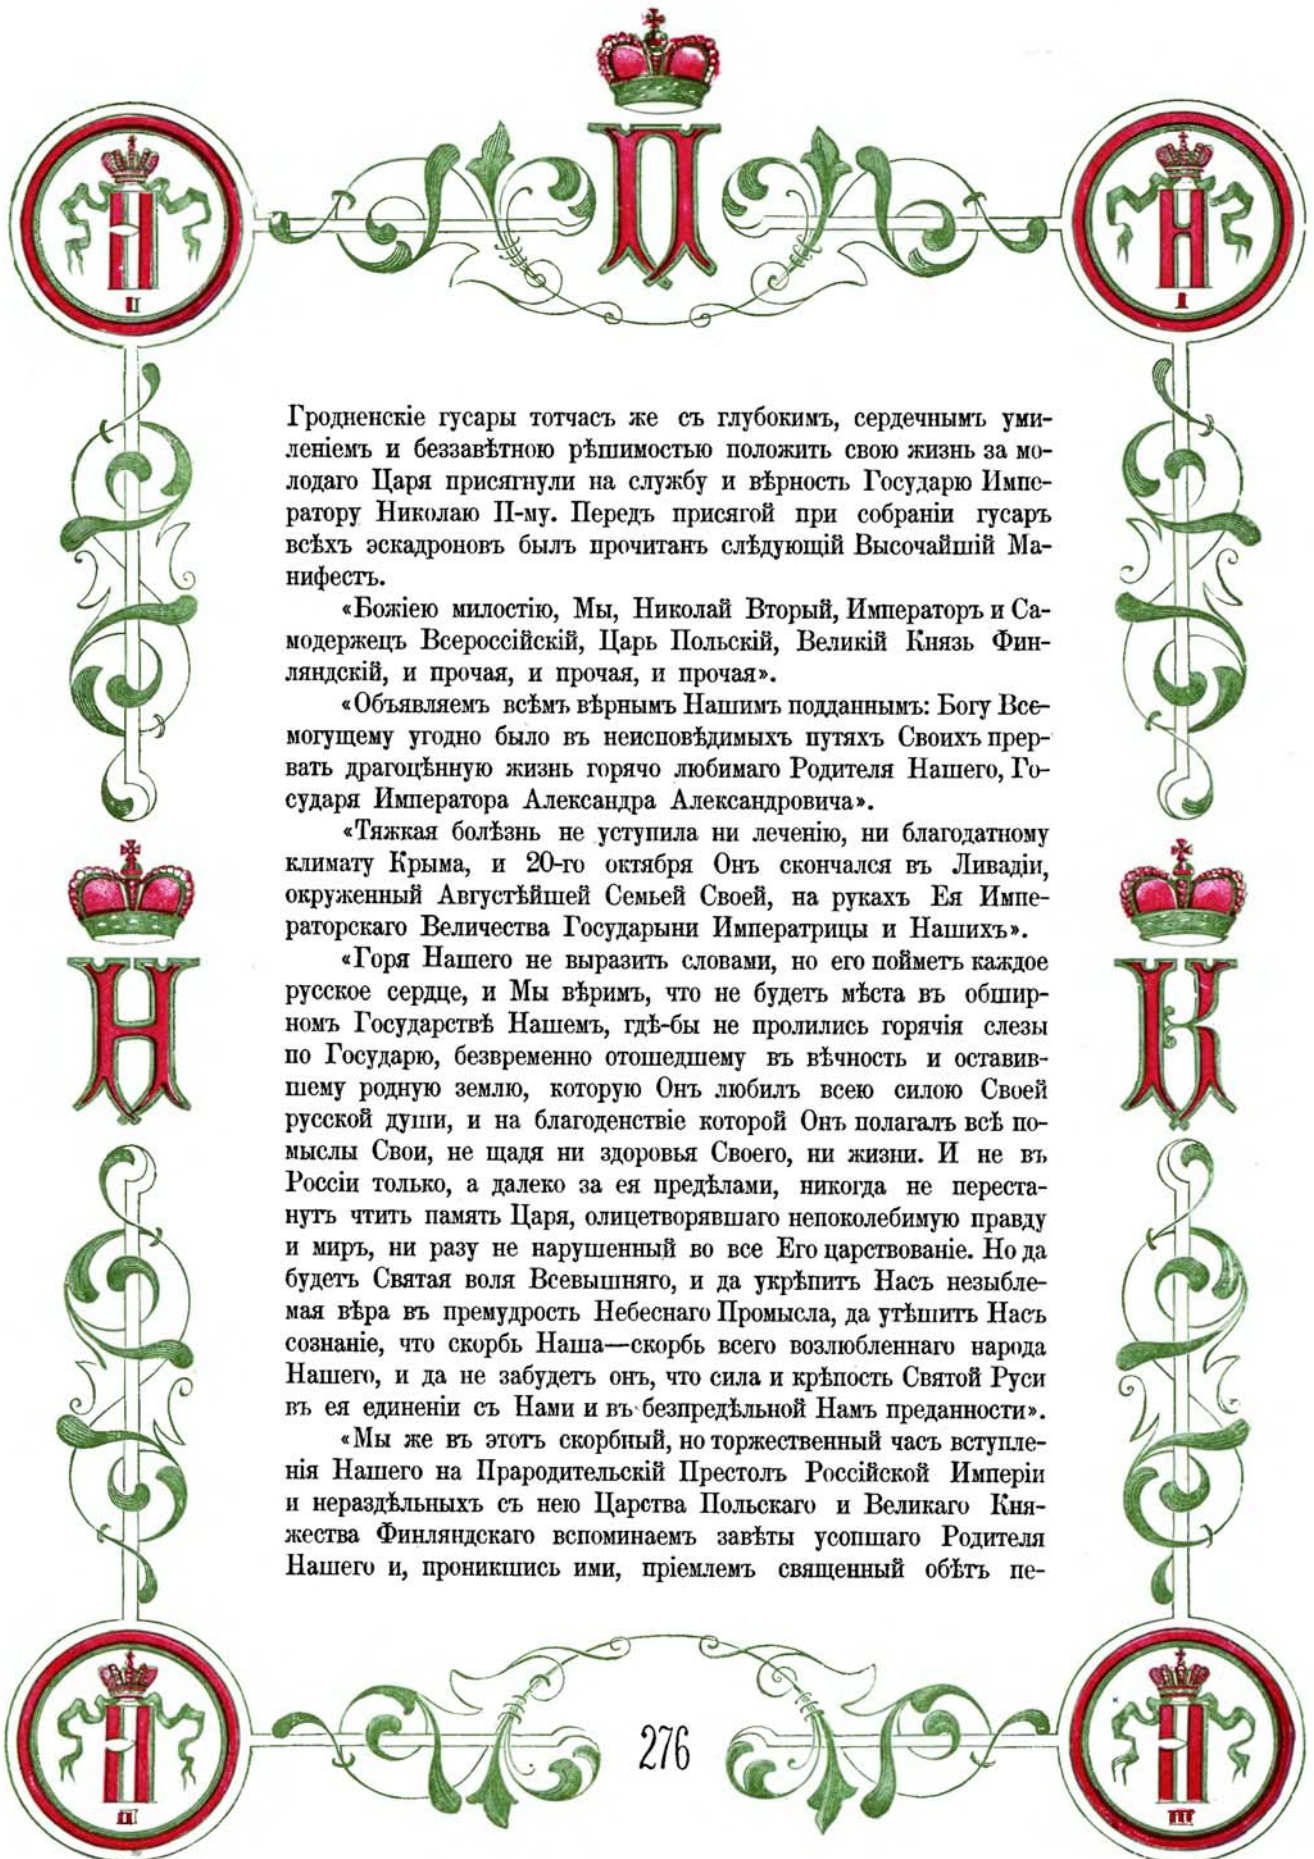 П
II
I
Гродненскіе гусары тотчасъ же съ глубокимъ, сердечнымъ уми-
леніемъ и беззавѣтною рѣшимостью положить свою жизнь за мо-
лодаго Царя присягнули на службу и вѣрность Государю Импе-
ратору Николаю II-му. Передъ присягой при собраніи гусаръ
всѣхъ эскадроновъ былъ прочитанъ слѣдующій Высочайшій Ма-
нифестъ.
«Божіею милостію, Мы, Николай Вторый, Императоръ и Са-
модержецъ Всероссійскій, Царь Польскій, Великій Князь Фин-
ляндскій, и прочая, и прочая, и прочая».
«Объявляемъ всѣмъ вѣрнымъ Нашимъ подданнымъ: Богу Все-
могущему угодно было въ неисповѣдимыхъ путяхъ Своихъ прер-
вать драгоцѣнную жизнь горячо любимаго Родителя Нашего, Го-
сударя Императора Александра Александровича».
«Тяжкая болѣзнь не уступила ни леченію, ни благодатному
климату Крыма, и 20-го октября Онъ скончался въ Ливадіи,
окруженный Августѣйшей Семьей Своей, на рукахъ Ея Импе-
раторскаго Величества Государыни Императрицы и Нашихъ».
«Горя Нашего не выразить словами, но его пойметъ каждое
русское сердце, и Мы вѣримъ, что не будетъ мѣста въ обшир-
номъ Государствѣ Нашемъ, гдѣ-бы не пролились горячія слезы
по Государю, безвременно отошедшему въ вѣчность и оставив-
шему родную землю, которую Онъ любилъ всею силою Своей
русской души, и на благоденствіе которой Онъ полагалъ всѣ по-
мыслы Свои, не щадя ни здоровья Своего, ни жизни. И не въ
Россіи только, а далеко за ея предѣлами, никогда не переста-
нутъ чтить память Царя, олицетворявшаго непоколебимую правду
и миръ, ни разу не нарушенный во все Его царствованіе. Но да
будетъ Святая воля Всевышняго, и да укрѣпитъ Насъ незыбле-
мая вѣра въ премудрость Небеснаго Промысла, да утѣшитъ Насъ
сознаніе, что скорбь Наша—скорбь всего возлюбленнаго народа
Нашего, и да не забудетъ онъ, что сила и крѣпость Святой Руси
въ ея единеніи съ Нами и въ безпредѣльной Намъ преданности».
«Мы же въ этотъ скорбный, но торжественный часъ вступле-
нія Нашего на Прародительскій Престолъ Россійской Имперіи
и нераздѣльныхъ съ нею Царства Польскаго и Великаго Кня-
жества Финляндскаго вспоминаемъ завѣты усопшаго Родителя
Нашего и, проникшись ими, пріемлемъ священный обѣтъ пе-
Н
К
276
III